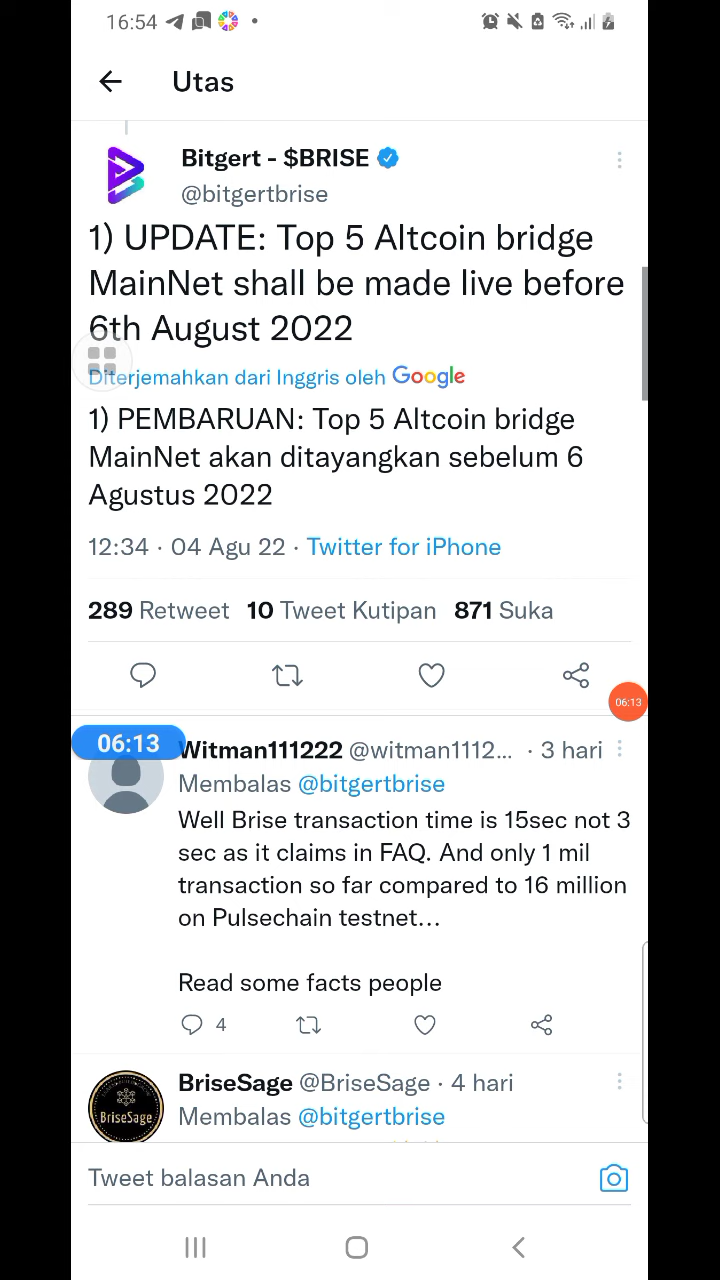 16:54
Utas
Bitgert - $BRISE
@bitgertbrise
1) UPDATE: Top 5 Altcoin bridge
MainNet shall be made live before
6th August 2022
Diterjemahkan dari Inggris oleh Google
1) PEMBARUAN: Top 5 Altcoin bridge
MainNet akan ditayangkan sebelum 6
Agustus 2022
12:34 · 04 Agu 22 · Twitter for iPhone
289 Retweet 10 Tweet Kutipan 871 Suka
06:13
06:13
Witman111222 @witman1112... · 3 hari
Membalas @bitgertbrise
Well Brise transaction time is 15sec not 3
sec as it claims in FAQ. And only 1 mil
transaction so far compared to 16 million
on Pulsechain testnet...
Read some facts people
4
BriseSage @BriseSage · 4 hari
BriseSage
Membalas @bitgertbrise
Tweet balasan Anda